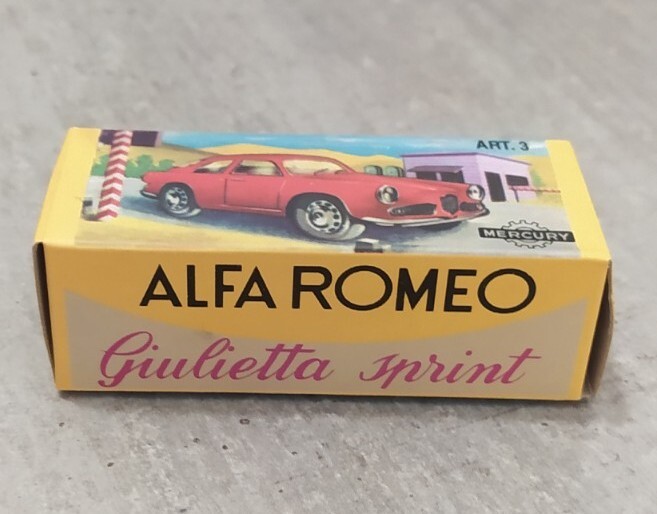 ART. 3
MERCURY
ALFA ROMEO
Giulietta sprint